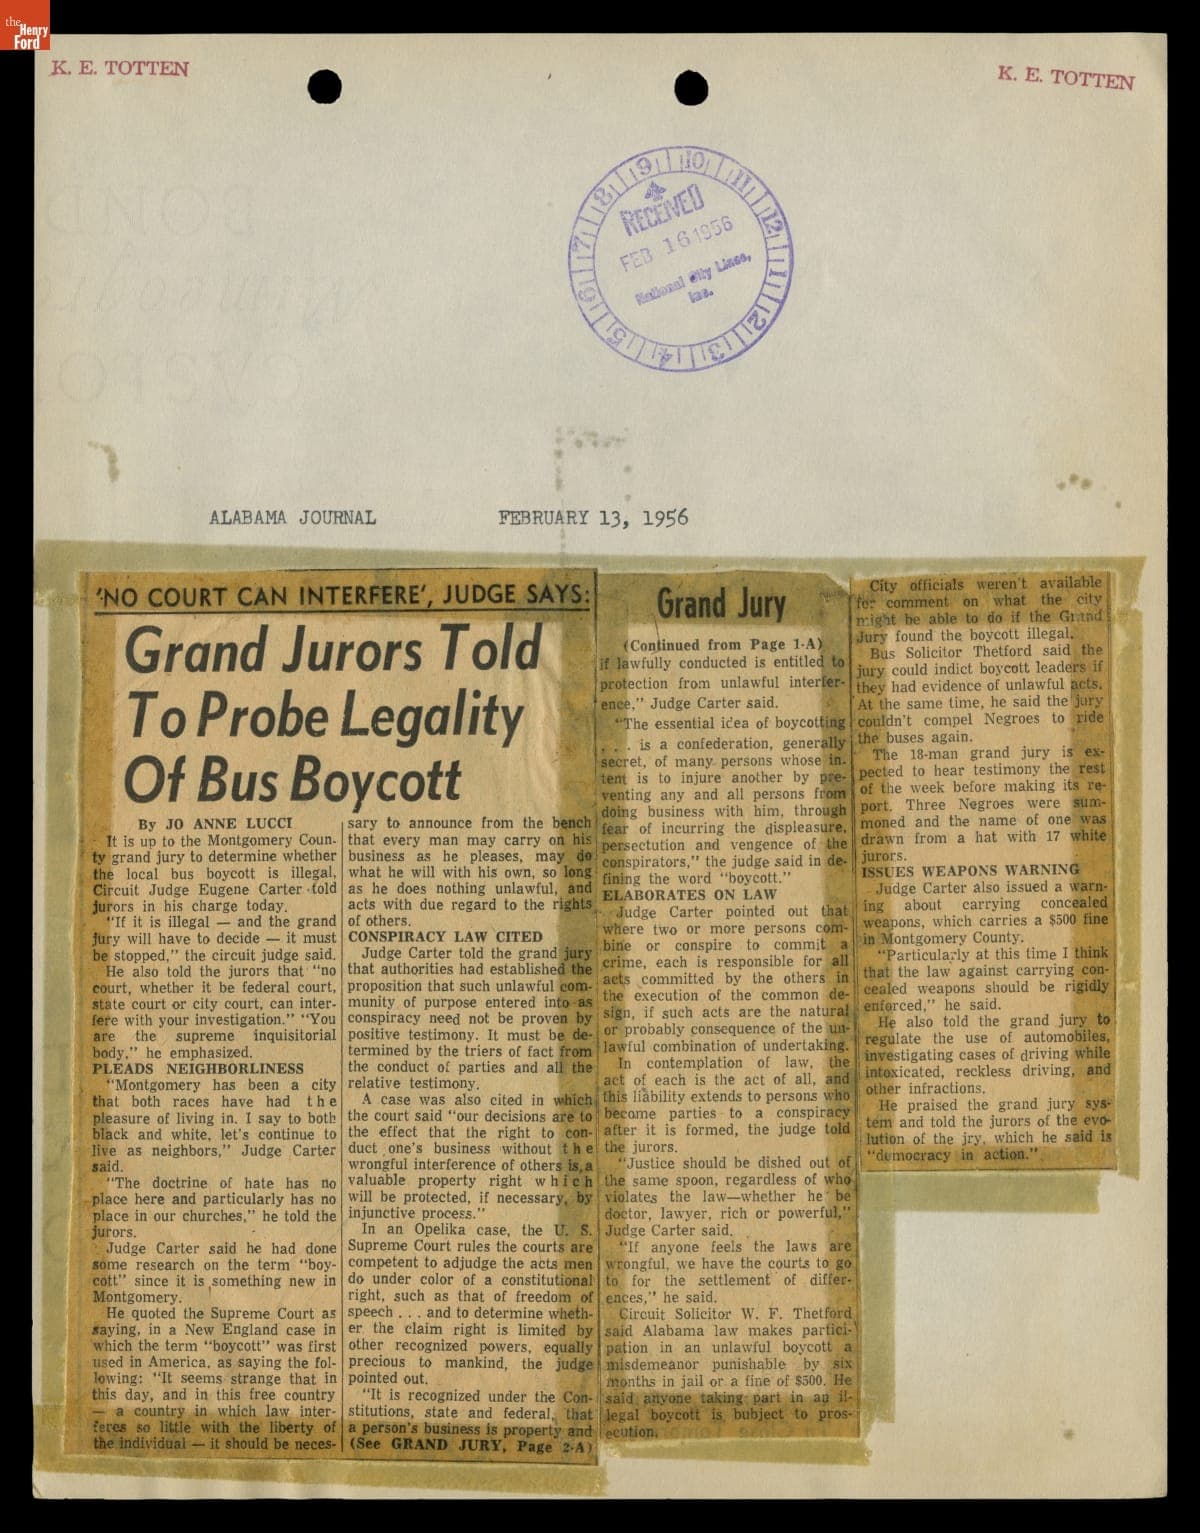 the
Henry
Ford
K. E. TOTTEN
K. E. TOTTEN
9 10 11 12 1 2 3 4 5 6 7 8
RECEIVED
FEB 16 1956
National City Lines,
Inc.
ALABAMA JOURNAL FEBRUARY 13, 1956
'NO COURT CAN INTERFERE', JUDGE SAYS:
Grand Jurors Told
To Probe Legality
Of Bus Boycott
By JO ANNE LUCCI
It is up to the Montgomery Coun-
ty grand jury to determine whether
the local bus boycott is illegal,
Circuit Judge Eugene Carter told
jurors in his charge today.
"If it is illegal — and the grand
jury will have to decide — it must
be stopped," the circuit judge said.
He also told the jurors that "no
court, whether it be federal court,
state court or city court, can inter-
fere with your investigation." "You
are the supreme inquisitorial
body," he emphasized.
PLEADS NEIGHBORLINESS
"Montgomery has been a city
that both races have had the
pleasure of living in. I say to both
black and white, let's continue to
live as neighbors," Judge Carter
said.
"The doctrine of hate has no
place here and particularly has no
place in our churches," he told the
jurors.
Judge Carter said he had done
some research on the term "boy-
cott" since it is something new in
Montgomery.
He quoted the Supreme Court as
saying, in a New England case in
which the term "boycott" was first
used in America, as saying the fol-
lowing: "It seems strange that in
this day, and in this free country
— a country in which law inter-
feres so little with the liberty of
the individual — it should be neces-
sary to announce from the bench
that every man may carry on his
business as he pleases, may do
what he will with his own, so long
as he does nothing unlawful, and
acts with due regard to the rights
of others.
CONSPIRACY LAW CITED
Judge Carter told the grand jury
that authorities had established the
proposition that such unlawful com-
munity of purpose entered into as
conspiracy need not be proven by
positive testimony. It must be de-
termined by the triers of fact from
the conduct of parties and all the
relative testimony.
A case was also cited in which
the court said "our decisions are to
the effect that the right to con-
duct one's business without the
wrongful interference of others is a
valuable property right which
will be protected, if necessary, by
injunctive process."
In an Opelika case, the U. S.
Supreme Court rules the courts are
competent to adjudge the acts men
do under color of a constitutional
right, such as that of freedom of
speech . . . and to determine wheth-
er the claim right is limited by
other recognized powers, equally
precious to mankind, the judge
pointed out.
"It is recognized under the Con-
stitutions, state and federal, that
a person's business is property and
(See GRAND JURY, Page 2-A)
Grand Jury
(Continued from Page 1-A)
if lawfully conducted is entitled to
protection from unlawful interfer-
ence," Judge Carter said.
"The essential idea of boycotting
. . . is a confederation, generally
secret, of many persons whose in-
tent is to injure another by pre-
venting any and all persons from
doing business with him, through
fear of incurring the displeasure,
persectution and vengence of the
conspirators," the judge said in de-
fining the word "boycott."
ELABORATES ON LAW
Judge Carter pointed out that
where two or more persons com-
bine or conspire to commit a
crime, each is responsible for all
acts committed by the others in
the execution of the common de-
sign, if such acts are the natural
or probably consequence of the un-
lawful combination of undertaking.
In contemplation of law, the
act of each is the act of all, and
this liability extends to persons who
become parties to a conspiracy
after it is formed, the judge told
the jurors.
"Justice should be dished out of
the same spoon, regardless of who
violates the law—whether he be
doctor, lawyer, rich or powerful,"
Judge Carter said.
"If anyone feels the laws are
wrongful, we have the courts to go
to for the settlement of differ-
ences," he said.
Circuit Solicitor W. F. Thetford
said Alabama law makes partici-
pation in an unlawful boycott a
misdemeanor punishable by six
months in jail or a fine of $500. He
said anyone taking part in an il-
legal boycott is bubject to pros-
ecution.
City officials weren't available
for comment on what the city
might be able to do if the Grand
Jury found the boycott illegal.
Bus Solicitor Thetford said the
jury could indict boycott leaders if
they had evidence of unlawful acts.
At the same time, he said the jury
couldn't compel Negroes to ride
the buses again.
The 18-man grand jury is ex-
pected to hear testimony the rest
of the week before making its re-
port. Three Negroes were sum-
moned and the name of one was
drawn from a hat with 17 white
jurors.
ISSUES WEAPONS WARNING
Judge Carter also issued a warn-
ing about carrying concealed
weapons, which carries a $500 fine
in Montgomery County.
"Particularly at this time I think
that the law against carrying con-
cealed weapons should be rigidly
enforced," he said.
He also told the grand jury to
regulate the use of automobiles,
investigating cases of driving while
intoxicated, reckless driving, and
other infractions.
He praised the grand jury sys-
tem and told the jurors of the evo-
lution of the jry, which he said is
"democracy in action."